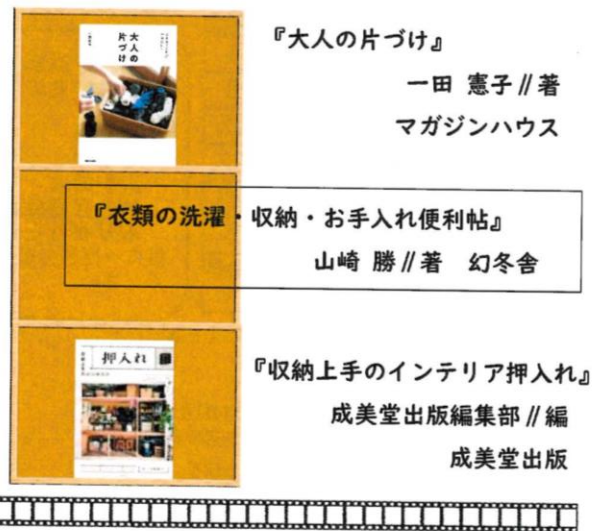 大人の
片づけ
『大人の片づけ』
一田 憲子//著
マガジンハウス
『衣類の洗濯・収納・お手入れ便利帖』
山崎 勝//著 幻冬舎
押入れ
『収納上手のインテリア押入れ』
成美堂出版編集部//編
成美堂出版